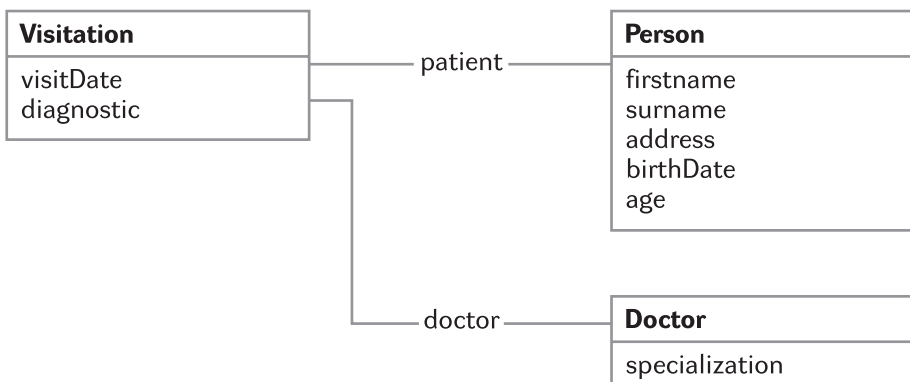 Visitation
visitDate
diagnostic
patient
Person
firstname
surname
address
birthDate
age
doctor
Doctor
specialization